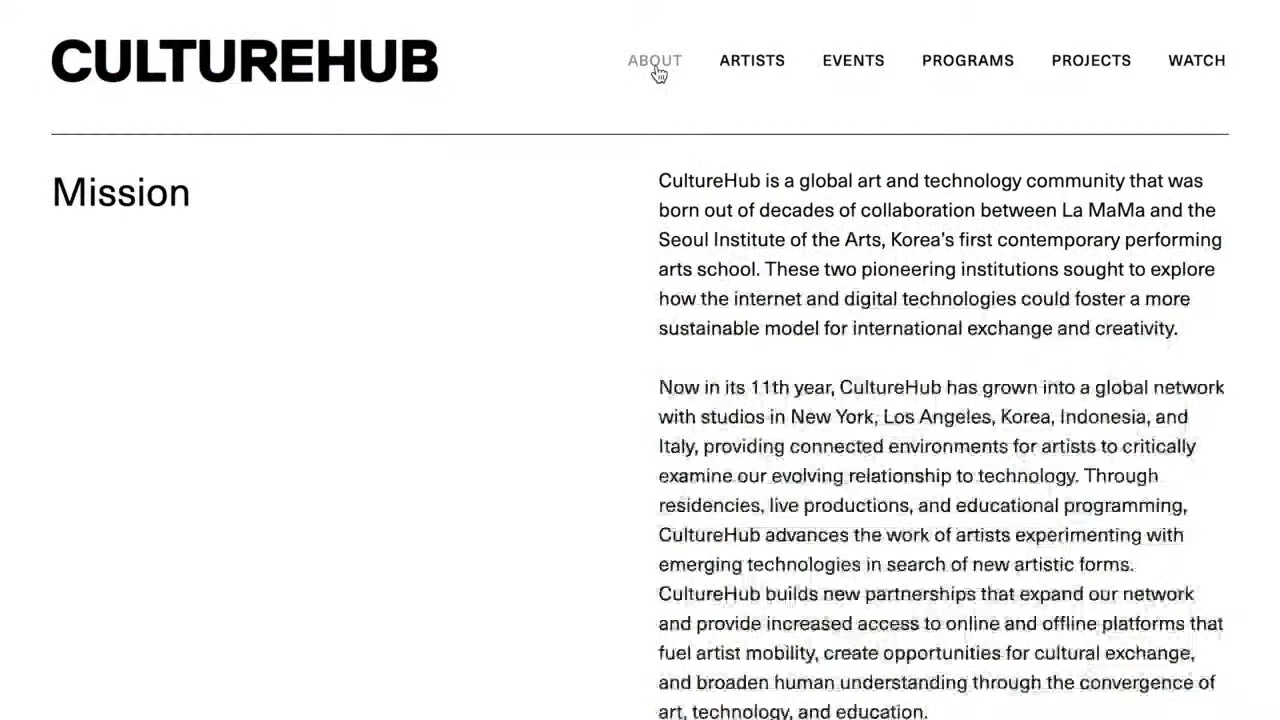 CULTUREHUB
ABOUT ARTISTS EVENTS PROGRAMS PROJECTS WATCH
Mission
CultureHub is a global art and technology community that was
born out of decades of collaboration between La MaMa and the
Seoul Institute of the Arts, Korea's first contemporary performing
arts school. These two pioneering institutions sought to explore
how the internet and digital technologies could foster a more
sustainable model for international exchange and creativity.
Now in its 11th year, CultureHub has grown into a global network
with studios in New York, Los Angeles, Korea, Indonesia, and
Italy, providing connected environments for artists to critically
examine our evolving relationship to technology. Through
residencies, live productions, and educational programming,
CultureHub advances the work of artists experimenting with
emerging technologies in search of new artistic forms.
CultureHub builds new partnerships that expand our network
and provide increased access to online and offline platforms that
fuel artist mobility, create opportunities for cultural exchange,
and broaden human understanding through the convergence of
art, technology, and education.